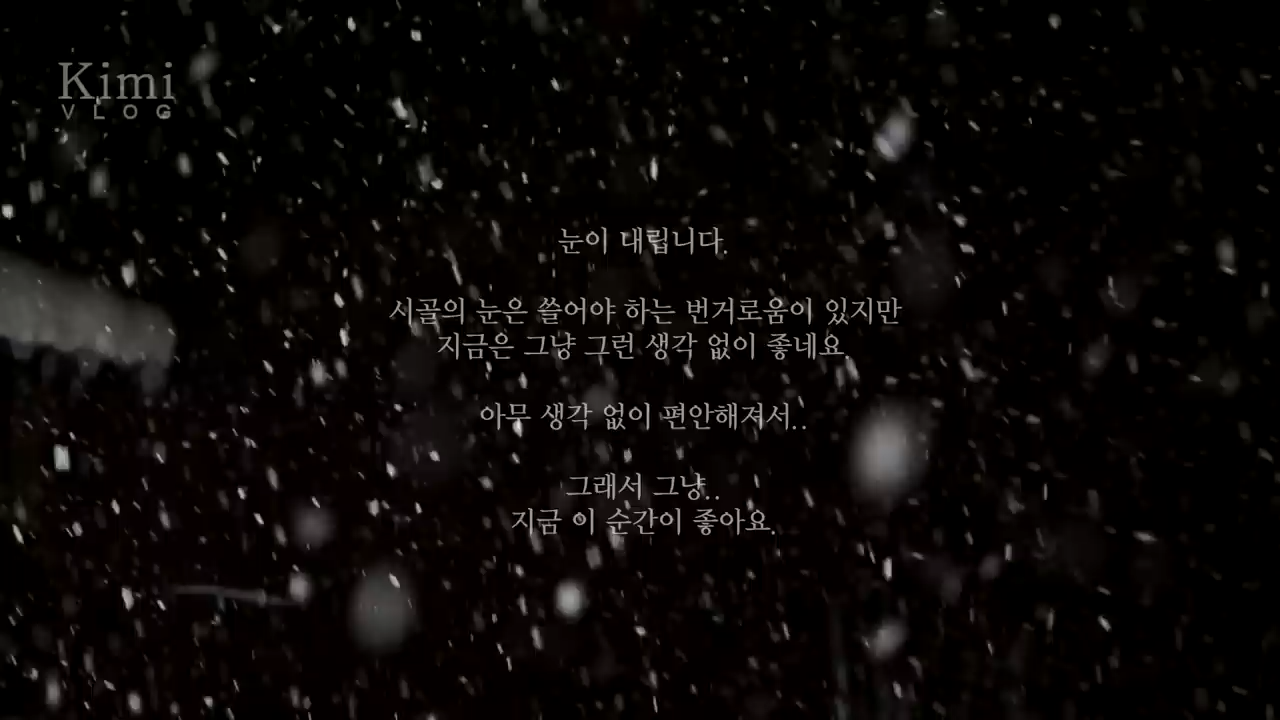 Kimi
VLOG
눈이 대립니다.
시골의 눈은 쓸어야 하는 번거로움이 있지만
지금은 그냥 그런 생각 없이 좋네요.
아무 생각 없이 편안해져서..
그래서 그냥..
지금 이 순간이 좋아요.